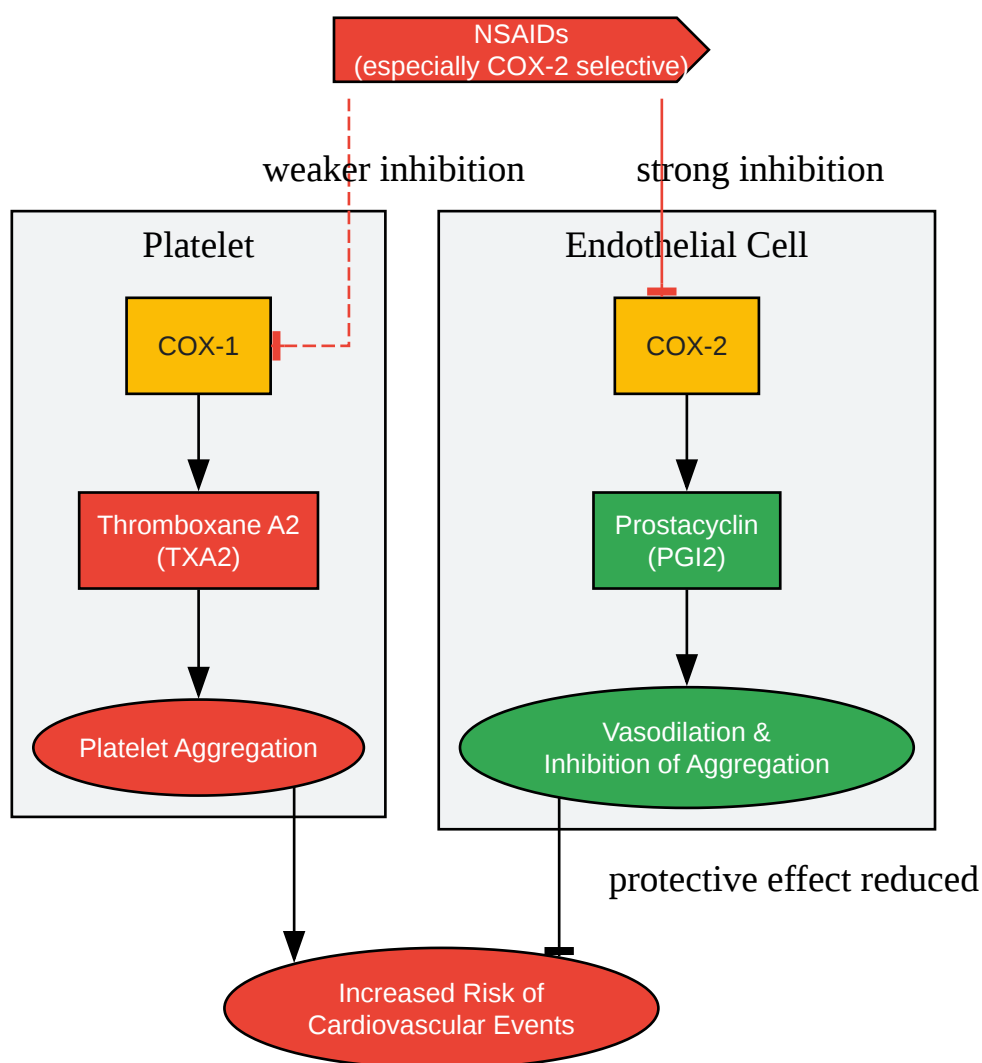 NSAIDs
(especially COX-2 selective)
weaker inhibition
strong inhibition
Platelet
Endothelial Cell
COX-1
COX-2
Thromboxane A2
(TXA2)
Prostacyclin
(PGI2)
Platelet Aggregation
Vasodilation &
Inhibition of Aggregation
protective effect reduced
Increased Risk of
Cardiovascular Events